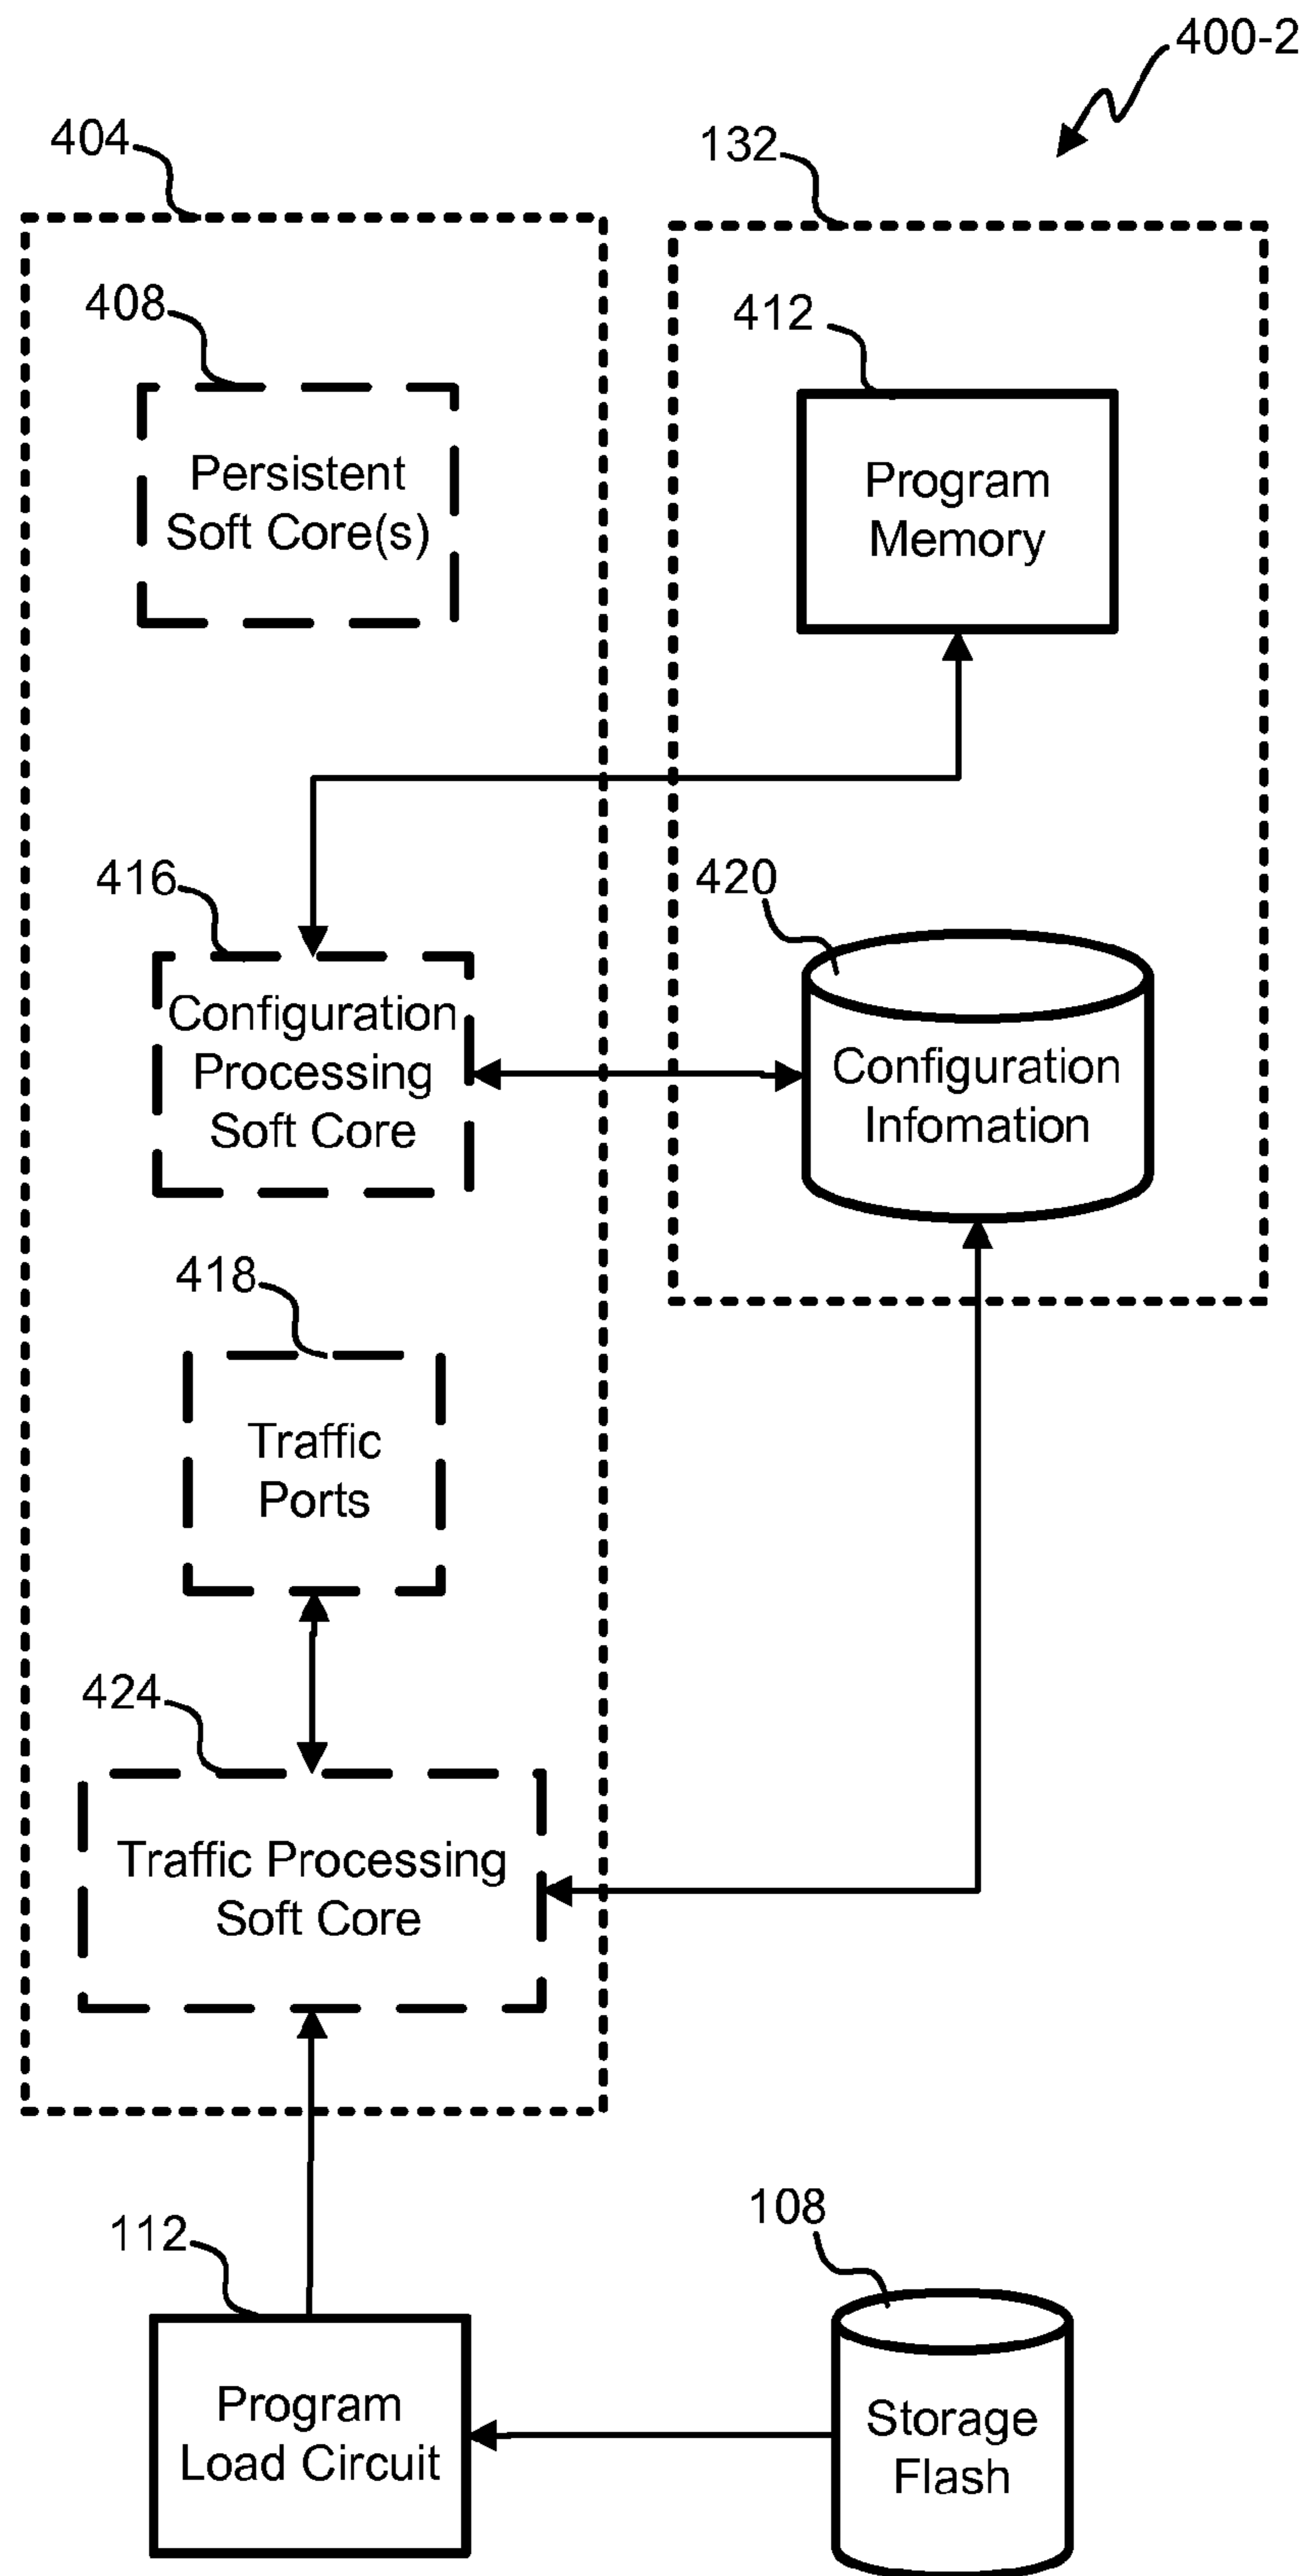 400-2
404
132
408
412
Persistent
Soft Core(s)
Program
Memory
416
420
Configuration
Processing
Soft Core
Configuration
Infomation
418
Traffic
Ports
424
Traffic Processing
Soft Core
112
108
Program
Load Circuit
Storage
Flash